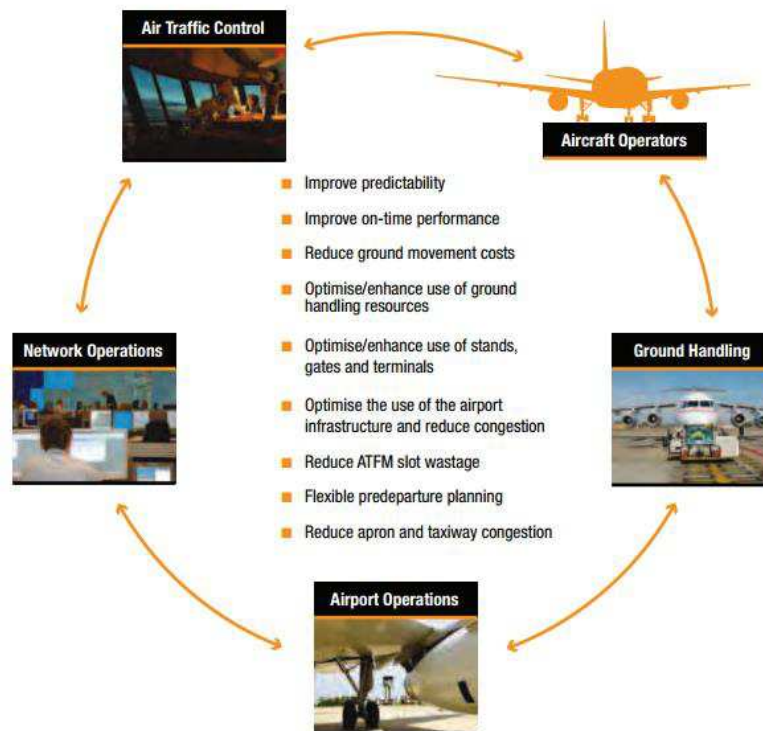 Air Traffic Control
Aircraft Operators
Improve predictability
Improve on-time performance
Reduce ground movement costs
Optimise/enhance use of ground
handling resources
Optimise/enhance use of stands,
gates and terminals
Optimise the use of the airport
infrastructure and reduce congestion
Reduce ATFM slot wastage
Flexible predeparture planning
Reduce apron and taxiway congestion
Network Operations
Ground Handling
Airport Operations